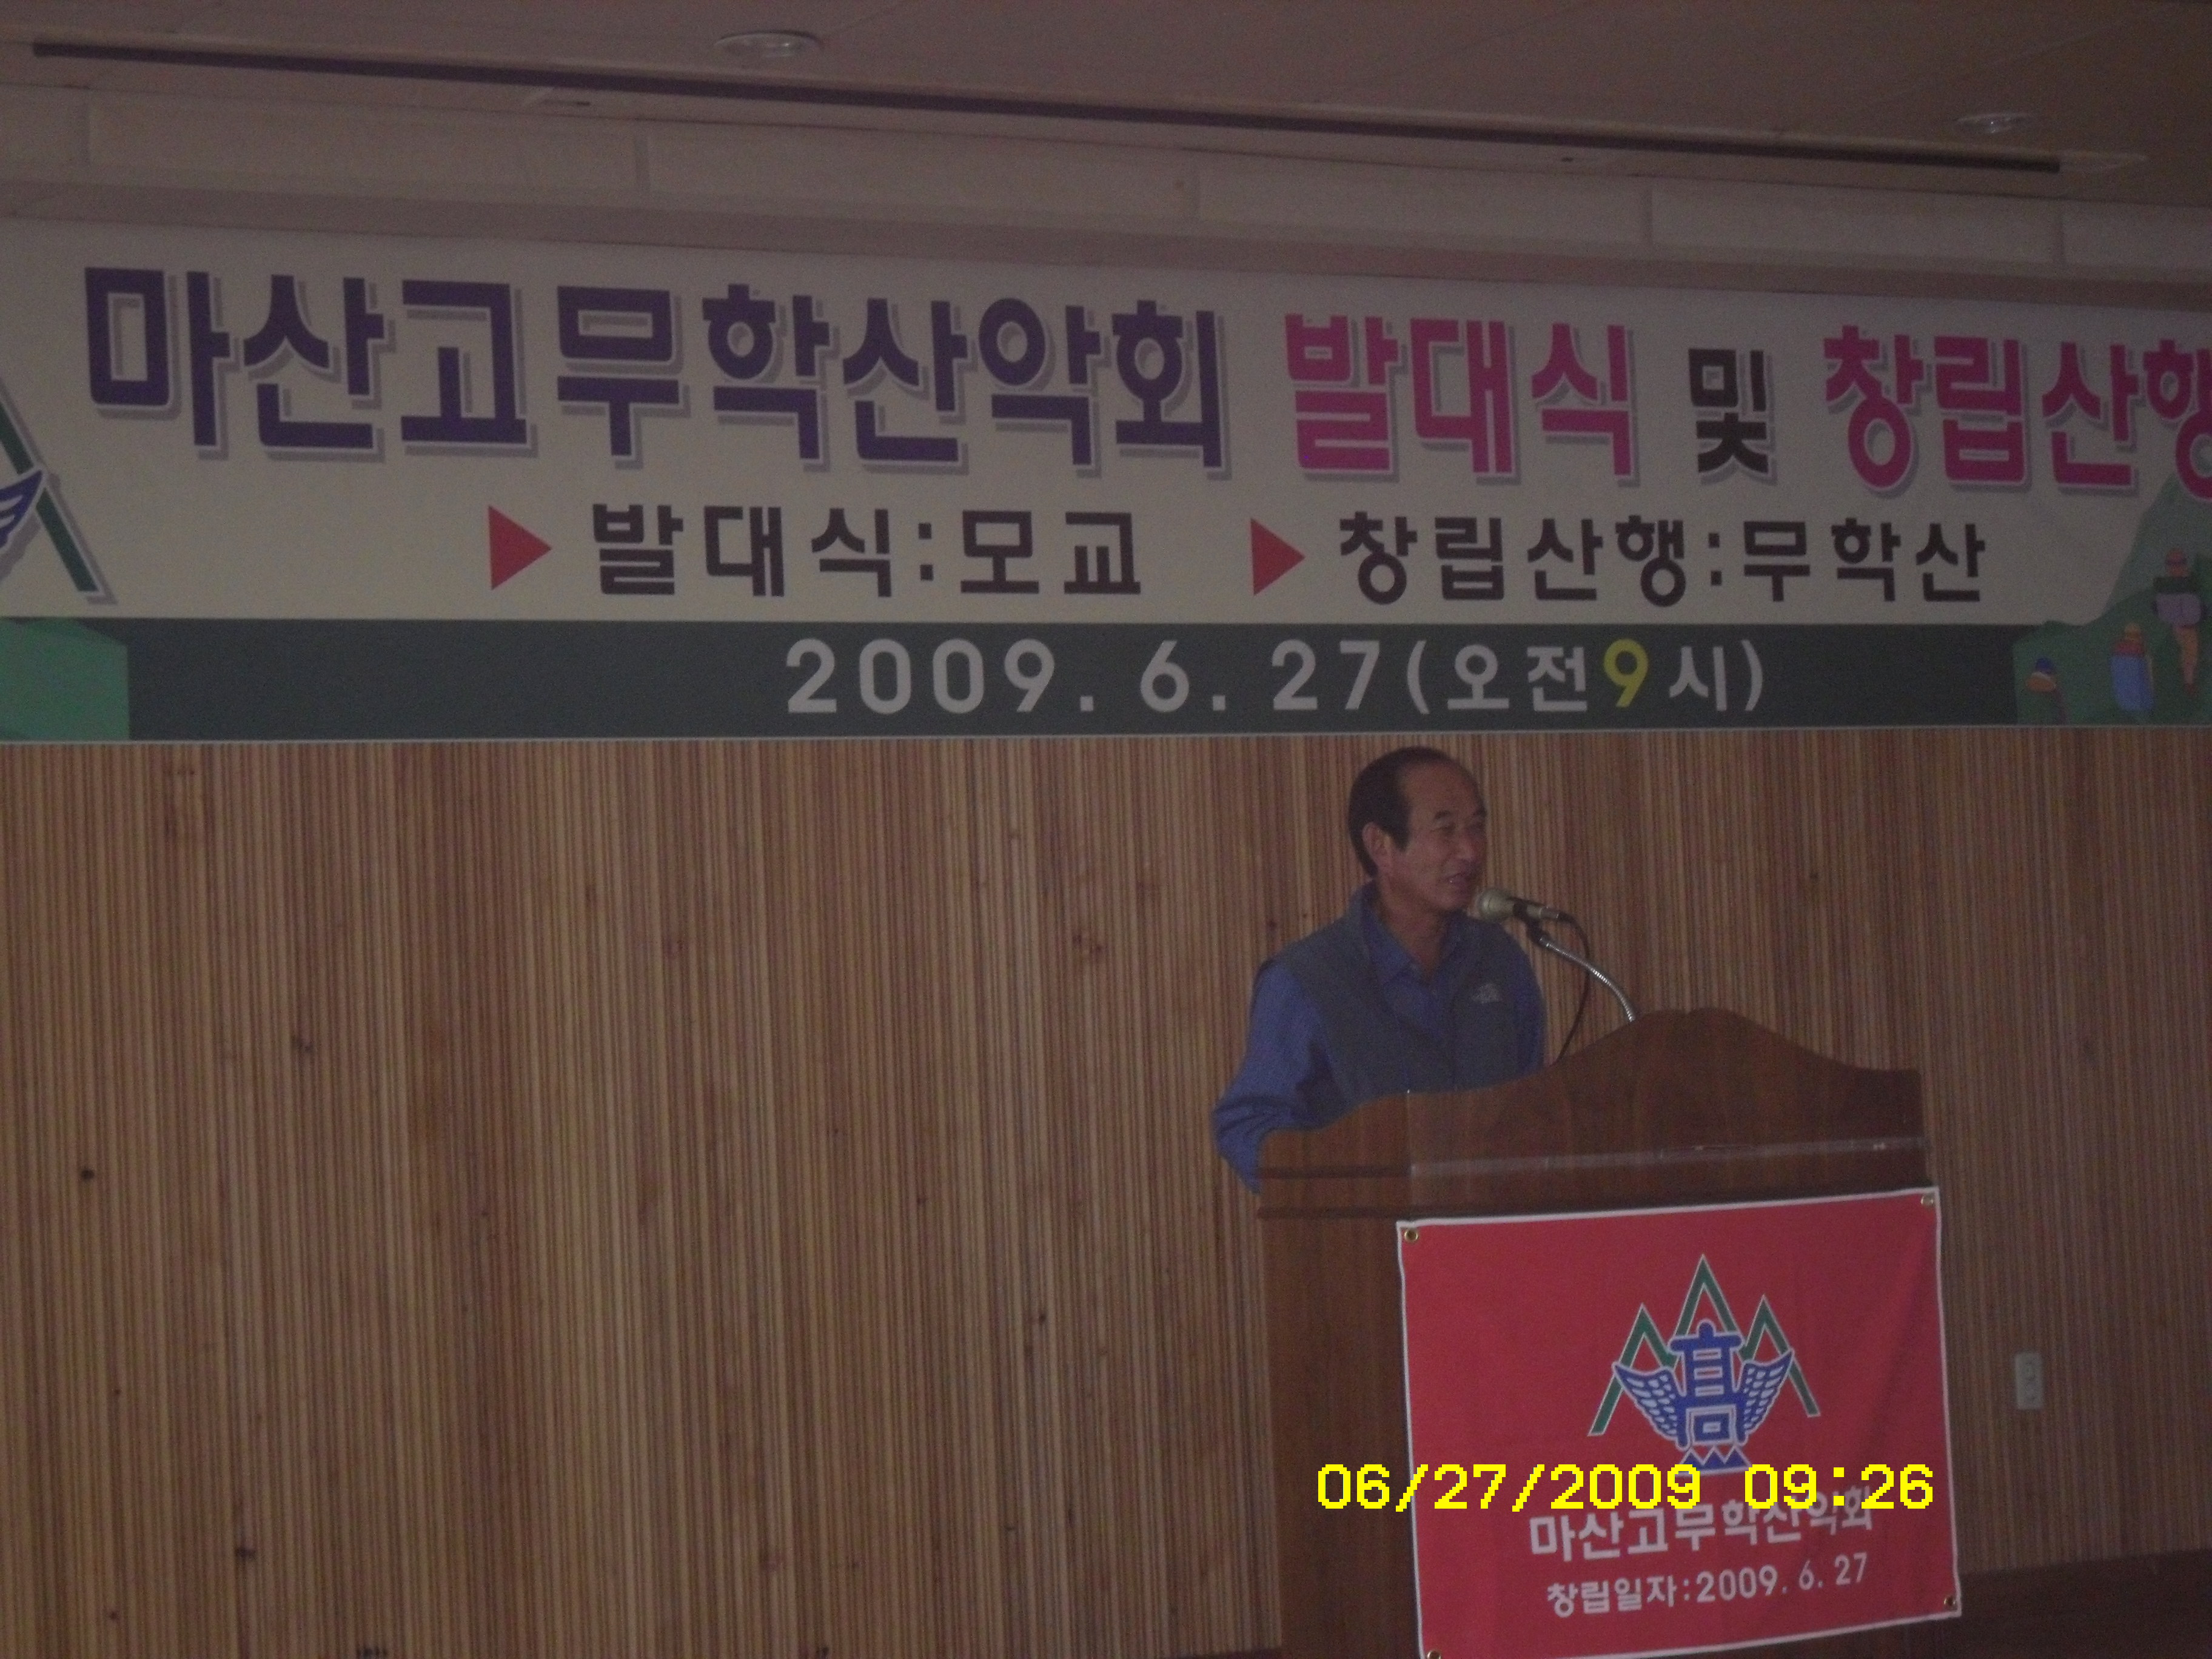 마산고무학산악회 발대식 및 창립산행
▶ 발대식:모교 ▶ 창립산행:무학산
2009. 6. 27(오전9시)
高
06/27/2009 09:26
마산고무학산악회
창립일자:2009. 6. 27